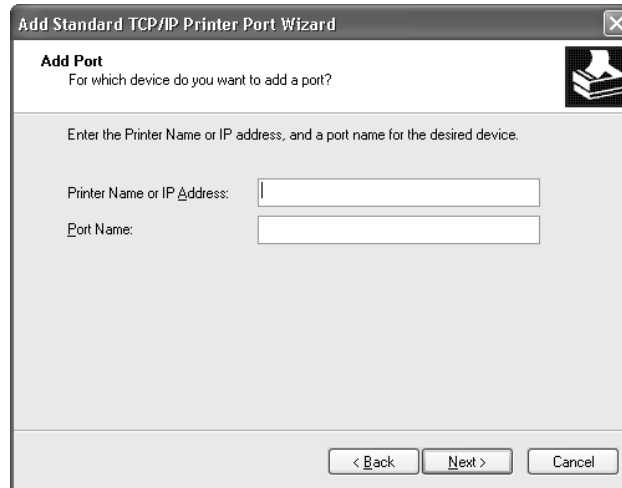 Add Standard TCP/IP Printer Port Wizard
Add Port
For which device do you want to add a port?
Enter the Printer Name or IP address, and a port name for the desired device.
Printer Name or IP Address:
Port Name:
< Back Next > Cancel